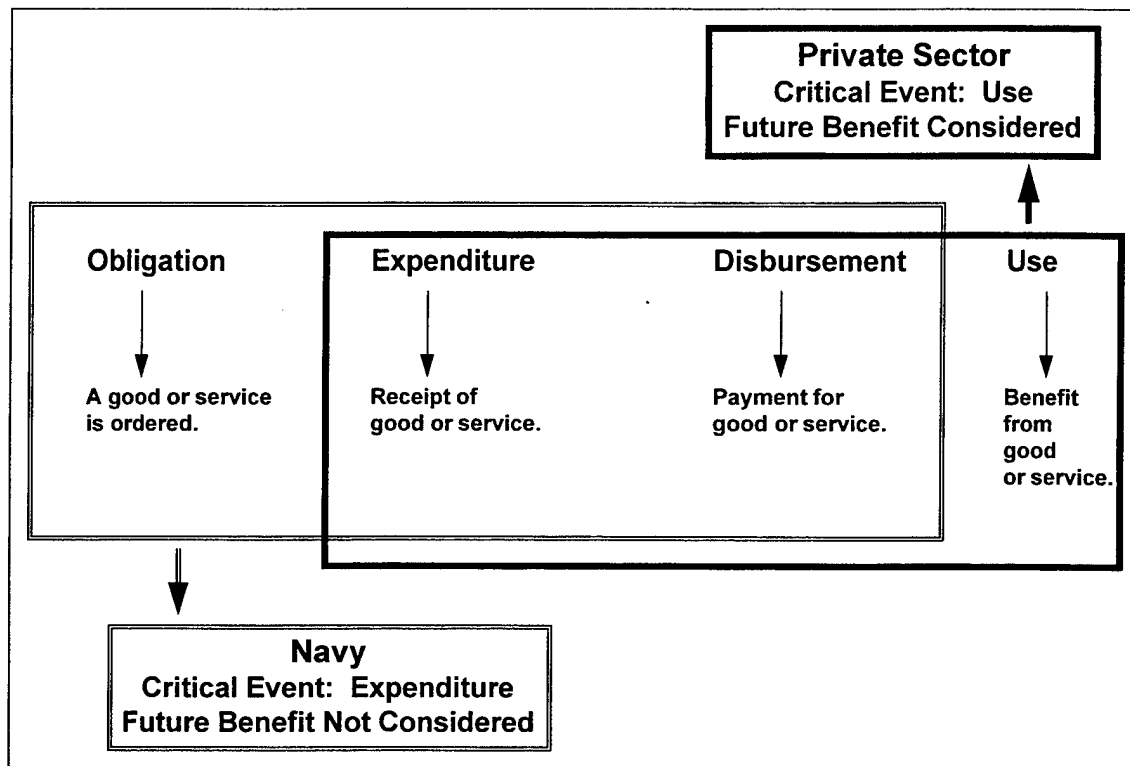 Private Sector
Critical Event: Use
Future Benefit Considered
Obligation
Expenditure
Disbursement
Use
A good or service
is ordered.
Receipt of
good or service.
Payment for
good or service.
Benefit
from
good
or service.
Navy
Critical Event: Expenditure
Future Benefit Not Considered